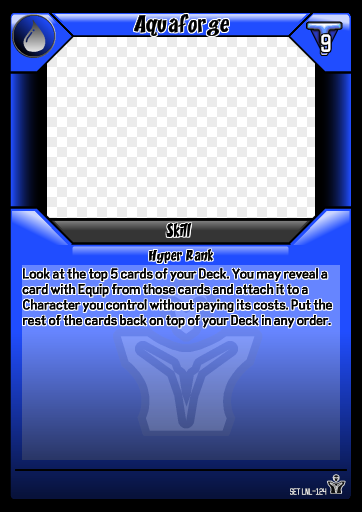 Aquaforge
9
Skill
Hyper Rank
Look at the top 5 cards of your Deck. You may reveal a
card with Equip from those cards and attach it to a
Character you control without paying its costs. Put the
rest of the cards back on top of your Deck in any order.
SET LNL-124